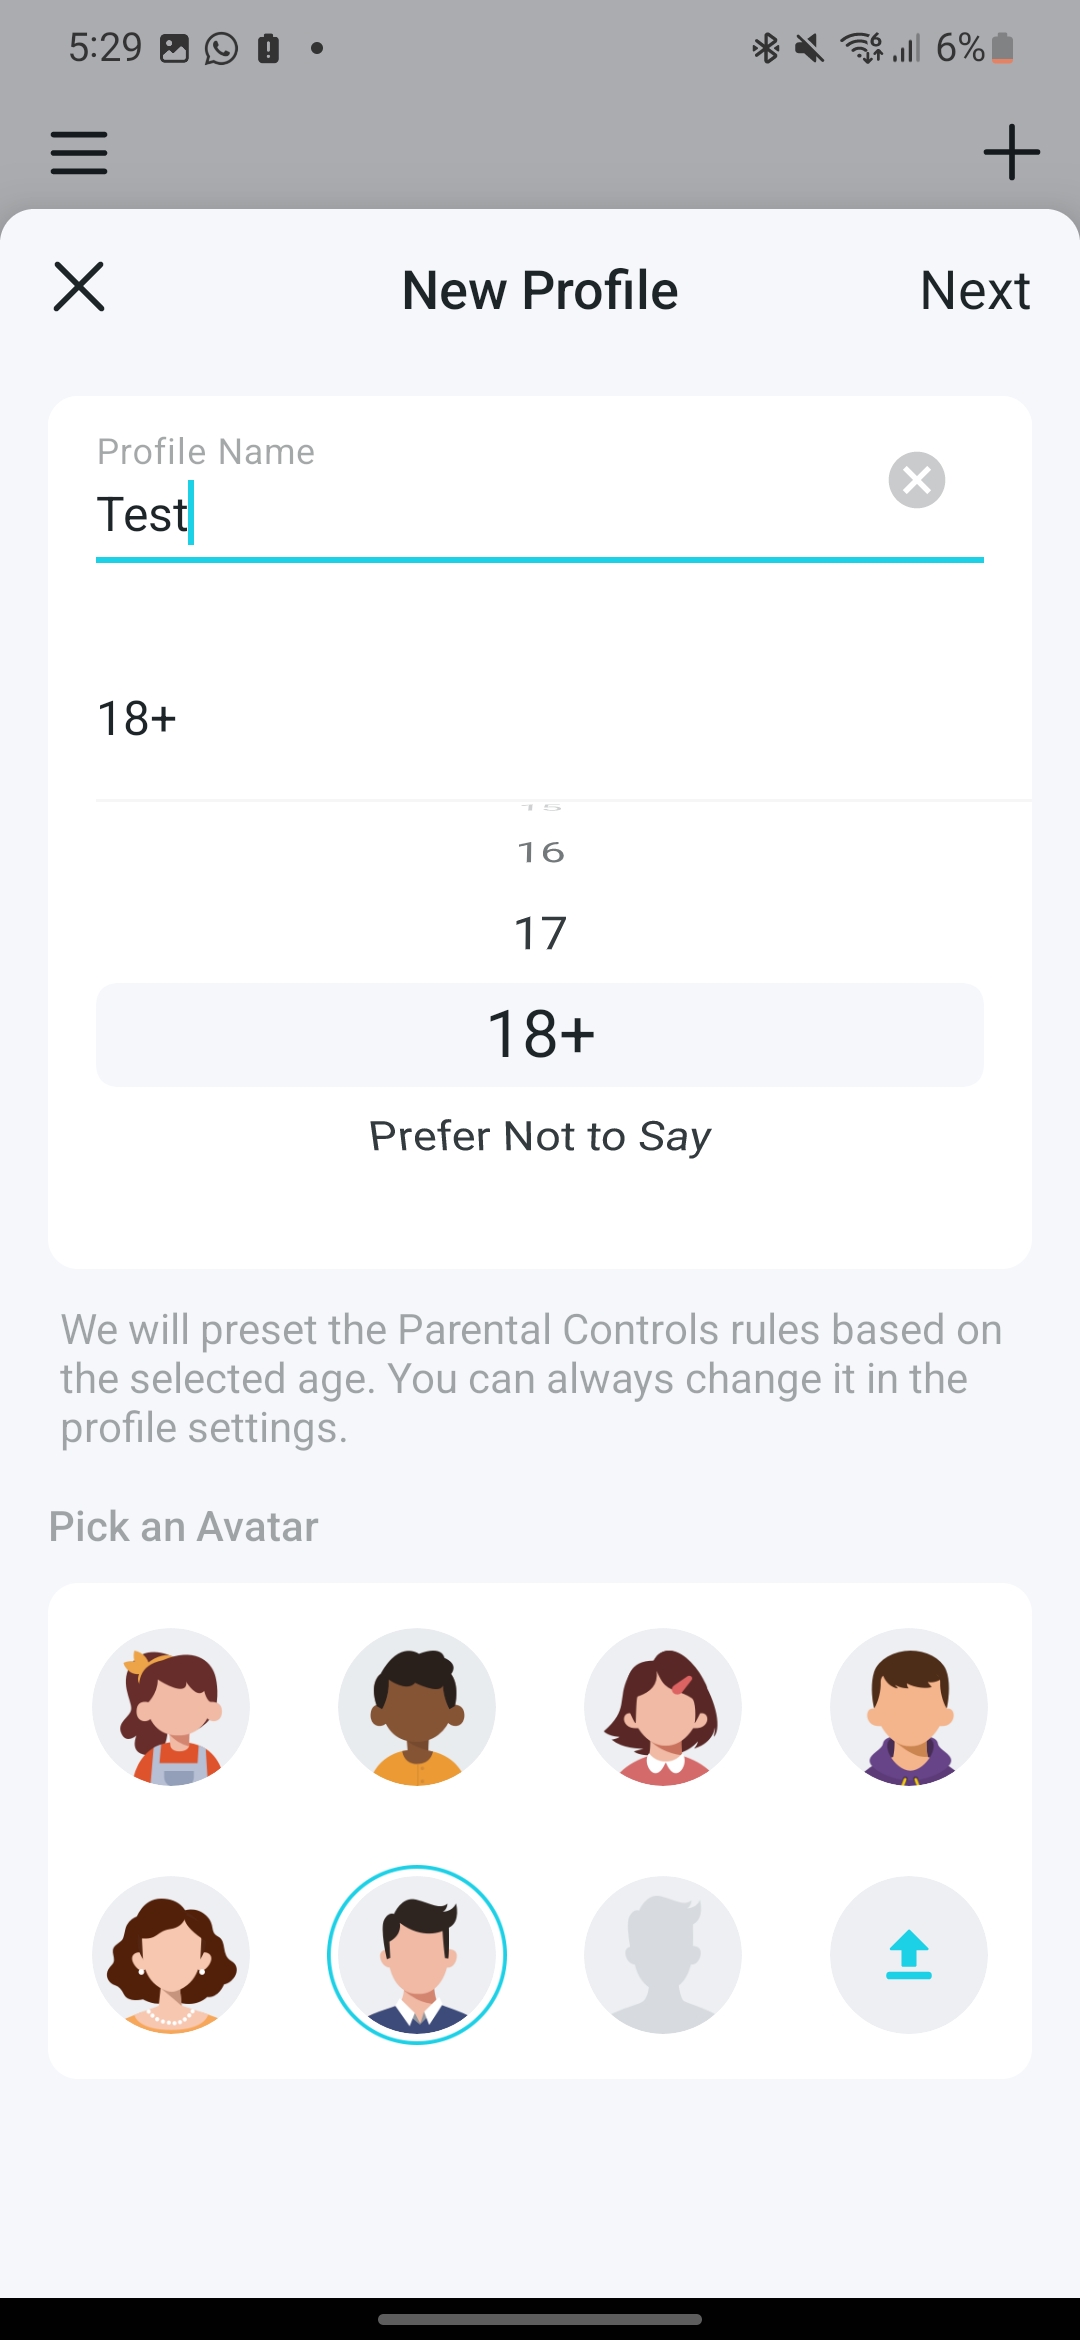 5:29 6%
New Profile Next
Profile Name
Test
18+
15
16
17
18+
Prefer Not to Say
We will preset the Parental Controls rules based on
the selected age. You can always change it in the
profile settings.
Pick an Avatar